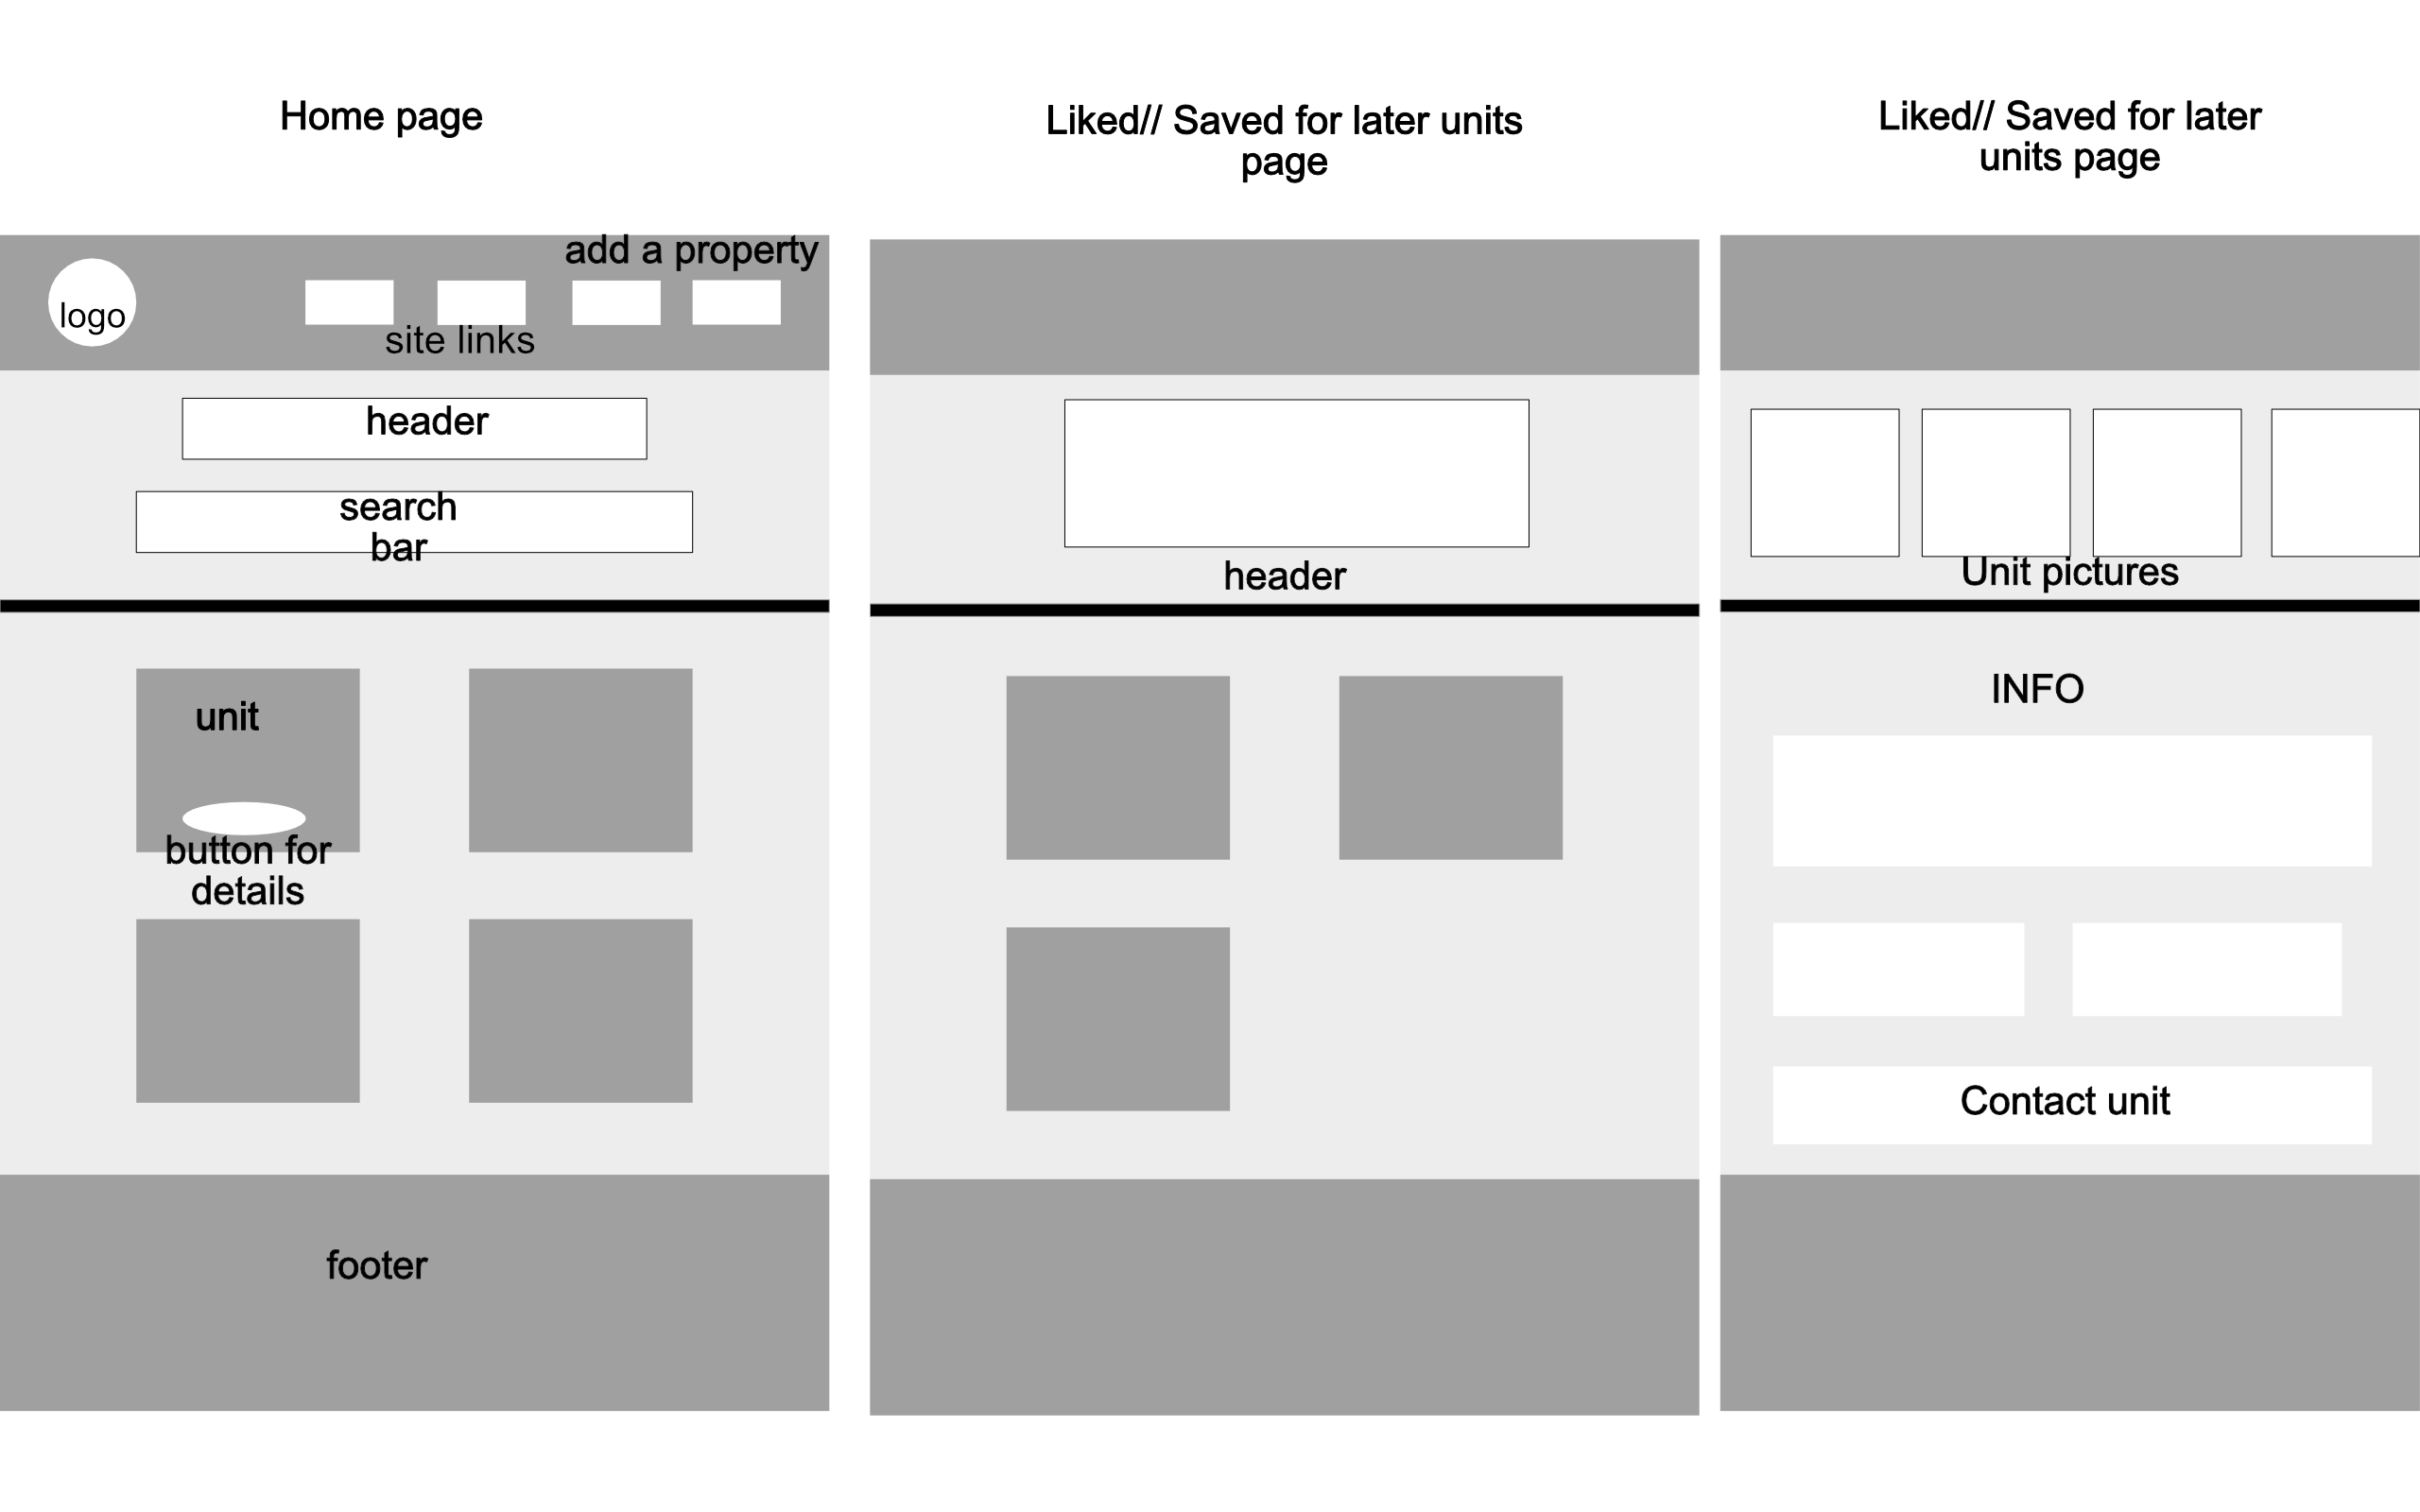 Home page
add a property
logo
site links
header
search
bar
unit
button for
details
footer
Liked// Saved for later units
page
header
Liked// Saved for later
units page
Unit pictures
INFO
Contact unit